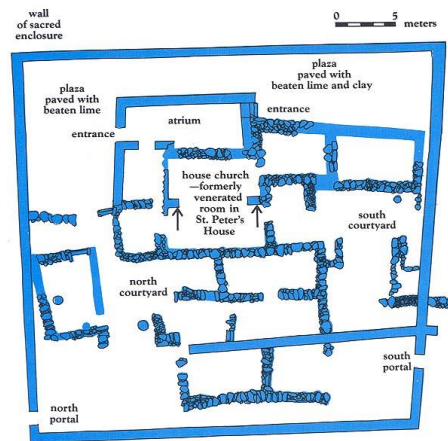 wall
of sacred
enclosure
0 5
meters
plaza
paved with
beaten lime
plaza
paved with
beaten lime and clay
entrance
atrium
entrance
house church
—formerly
venerated
room in
St. Peter's
House
south
courtyard
north
courtyard
south
portal
north
portal